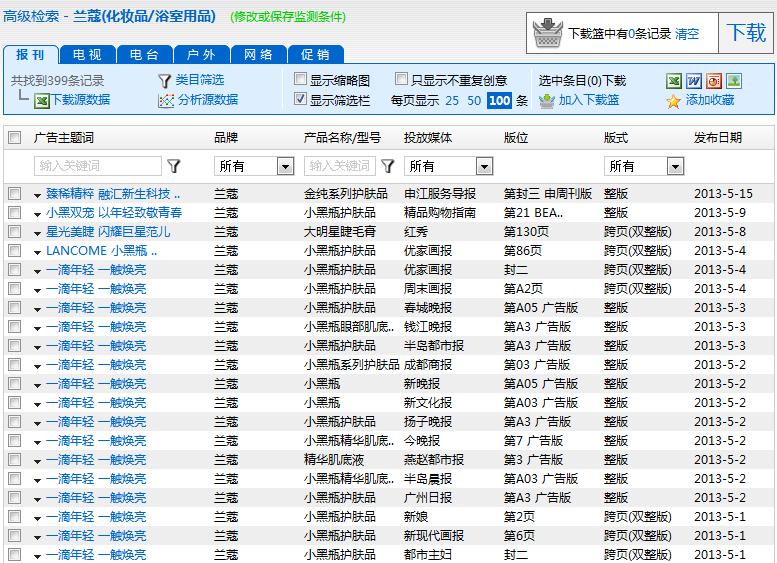 高级检索 - 兰蔻(化妆品/浴室用品) (修改或保存监测条件)
下载篮中有0条记录 清空 下载
报 刊 电 视 电 台 户 外 网 络 促 销
共找到399条记录 类目筛选 显示缩略图 只显示不重复创意 选中条目(0)下载
下载源数据 分析源数据 显示筛选栏 每页显示 25 50 100 条 加入下载篮 添加收藏
广告主题词 品牌 产品名称/型号 投放媒体 版位 版式 发布日期
输入关键词 所有 输入关键词 所有 所有
臻稀精粹 融汇新生科技 .. 兰蔻 金纯系列护肤品 申江服务导报 第封三 申周刊版 整版 2013-5-15
小黑双宠 以年轻致敬青春 兰蔻 小黑瓶护肤品 精品购物指南 第21 BEA.. 整版 2013-5-9
星光美睫 闪耀巨星范儿 兰蔻 大明星睫毛膏 红秀 第130页 跨页(双整版) 2013-5-8
LANCOME 小黑瓶 .. 兰蔻 小黑瓶护肤品 优家画报 第86页 跨页(双整版) 2013-5-4
一滴年轻 一触焕亮 兰蔻 小黑瓶护肤品 优家画报 封二 跨页(双整版) 2013-5-4
一滴年轻 一触焕亮 兰蔻 小黑瓶护肤品 周末画报 第A2页 跨页(双整版) 2013-5-4
一滴年轻 一触焕亮 兰蔻 小黑瓶护肤品 春城晚报 第A05 广告版 整版 2013-5-3
一滴年轻 一触焕亮 兰蔻 小黑瓶眼部肌底.. 钱江晚报 第A3 广告版 整版 2013-5-3
一滴年轻 一触焕亮 兰蔻 小黑瓶护肤品 半岛都市报 第A3 广告版 整版 2013-5-3
一滴年轻 一触焕亮 兰蔻 小黑瓶系列护肤品 成都商报 第03 广告版 整版 2013-5-2
一滴年轻 一触焕亮 兰蔻 小黑瓶 新晚报 第A05 广告版 整版 2013-5-2
一滴年轻 一触焕亮 兰蔻 小黑瓶 新文化报 第A03 广告版 整版 2013-5-2
一滴年轻 一触焕亮 兰蔻 小黑瓶护肤品 扬子晚报 第A3 广告版 整版 2013-5-2
一滴年轻 一触焕亮 兰蔻 小黑瓶精华肌底.. 今晚报 第7 广告版 整版 2013-5-2
一滴年轻 一触焕亮 兰蔻 精华肌底液 燕赵都市报 第3 广告版 整版 2013-5-2
一滴年轻 一触焕亮 兰蔻 小黑瓶精华肌底.. 半岛晨报 第A03 广告版 整版 2013-5-2
一滴年轻 一触焕亮 兰蔻 小黑瓶护肤品 广州日报 第A3 广告版 整版 2013-5-2
一滴年轻 一触焕亮 兰蔻 小黑瓶护肤品 新娘 第2页 跨页(双整版) 2013-5-1
一滴年轻 一触焕亮 兰蔻 小黑瓶护肤品 新现代画报 第6页 跨页(双整版) 2013-5-1
一滴年轻 一触焕亮 兰蔻 小黑瓶护肤品 都市主妇 封二 跨页(双整版) 2013-5-1